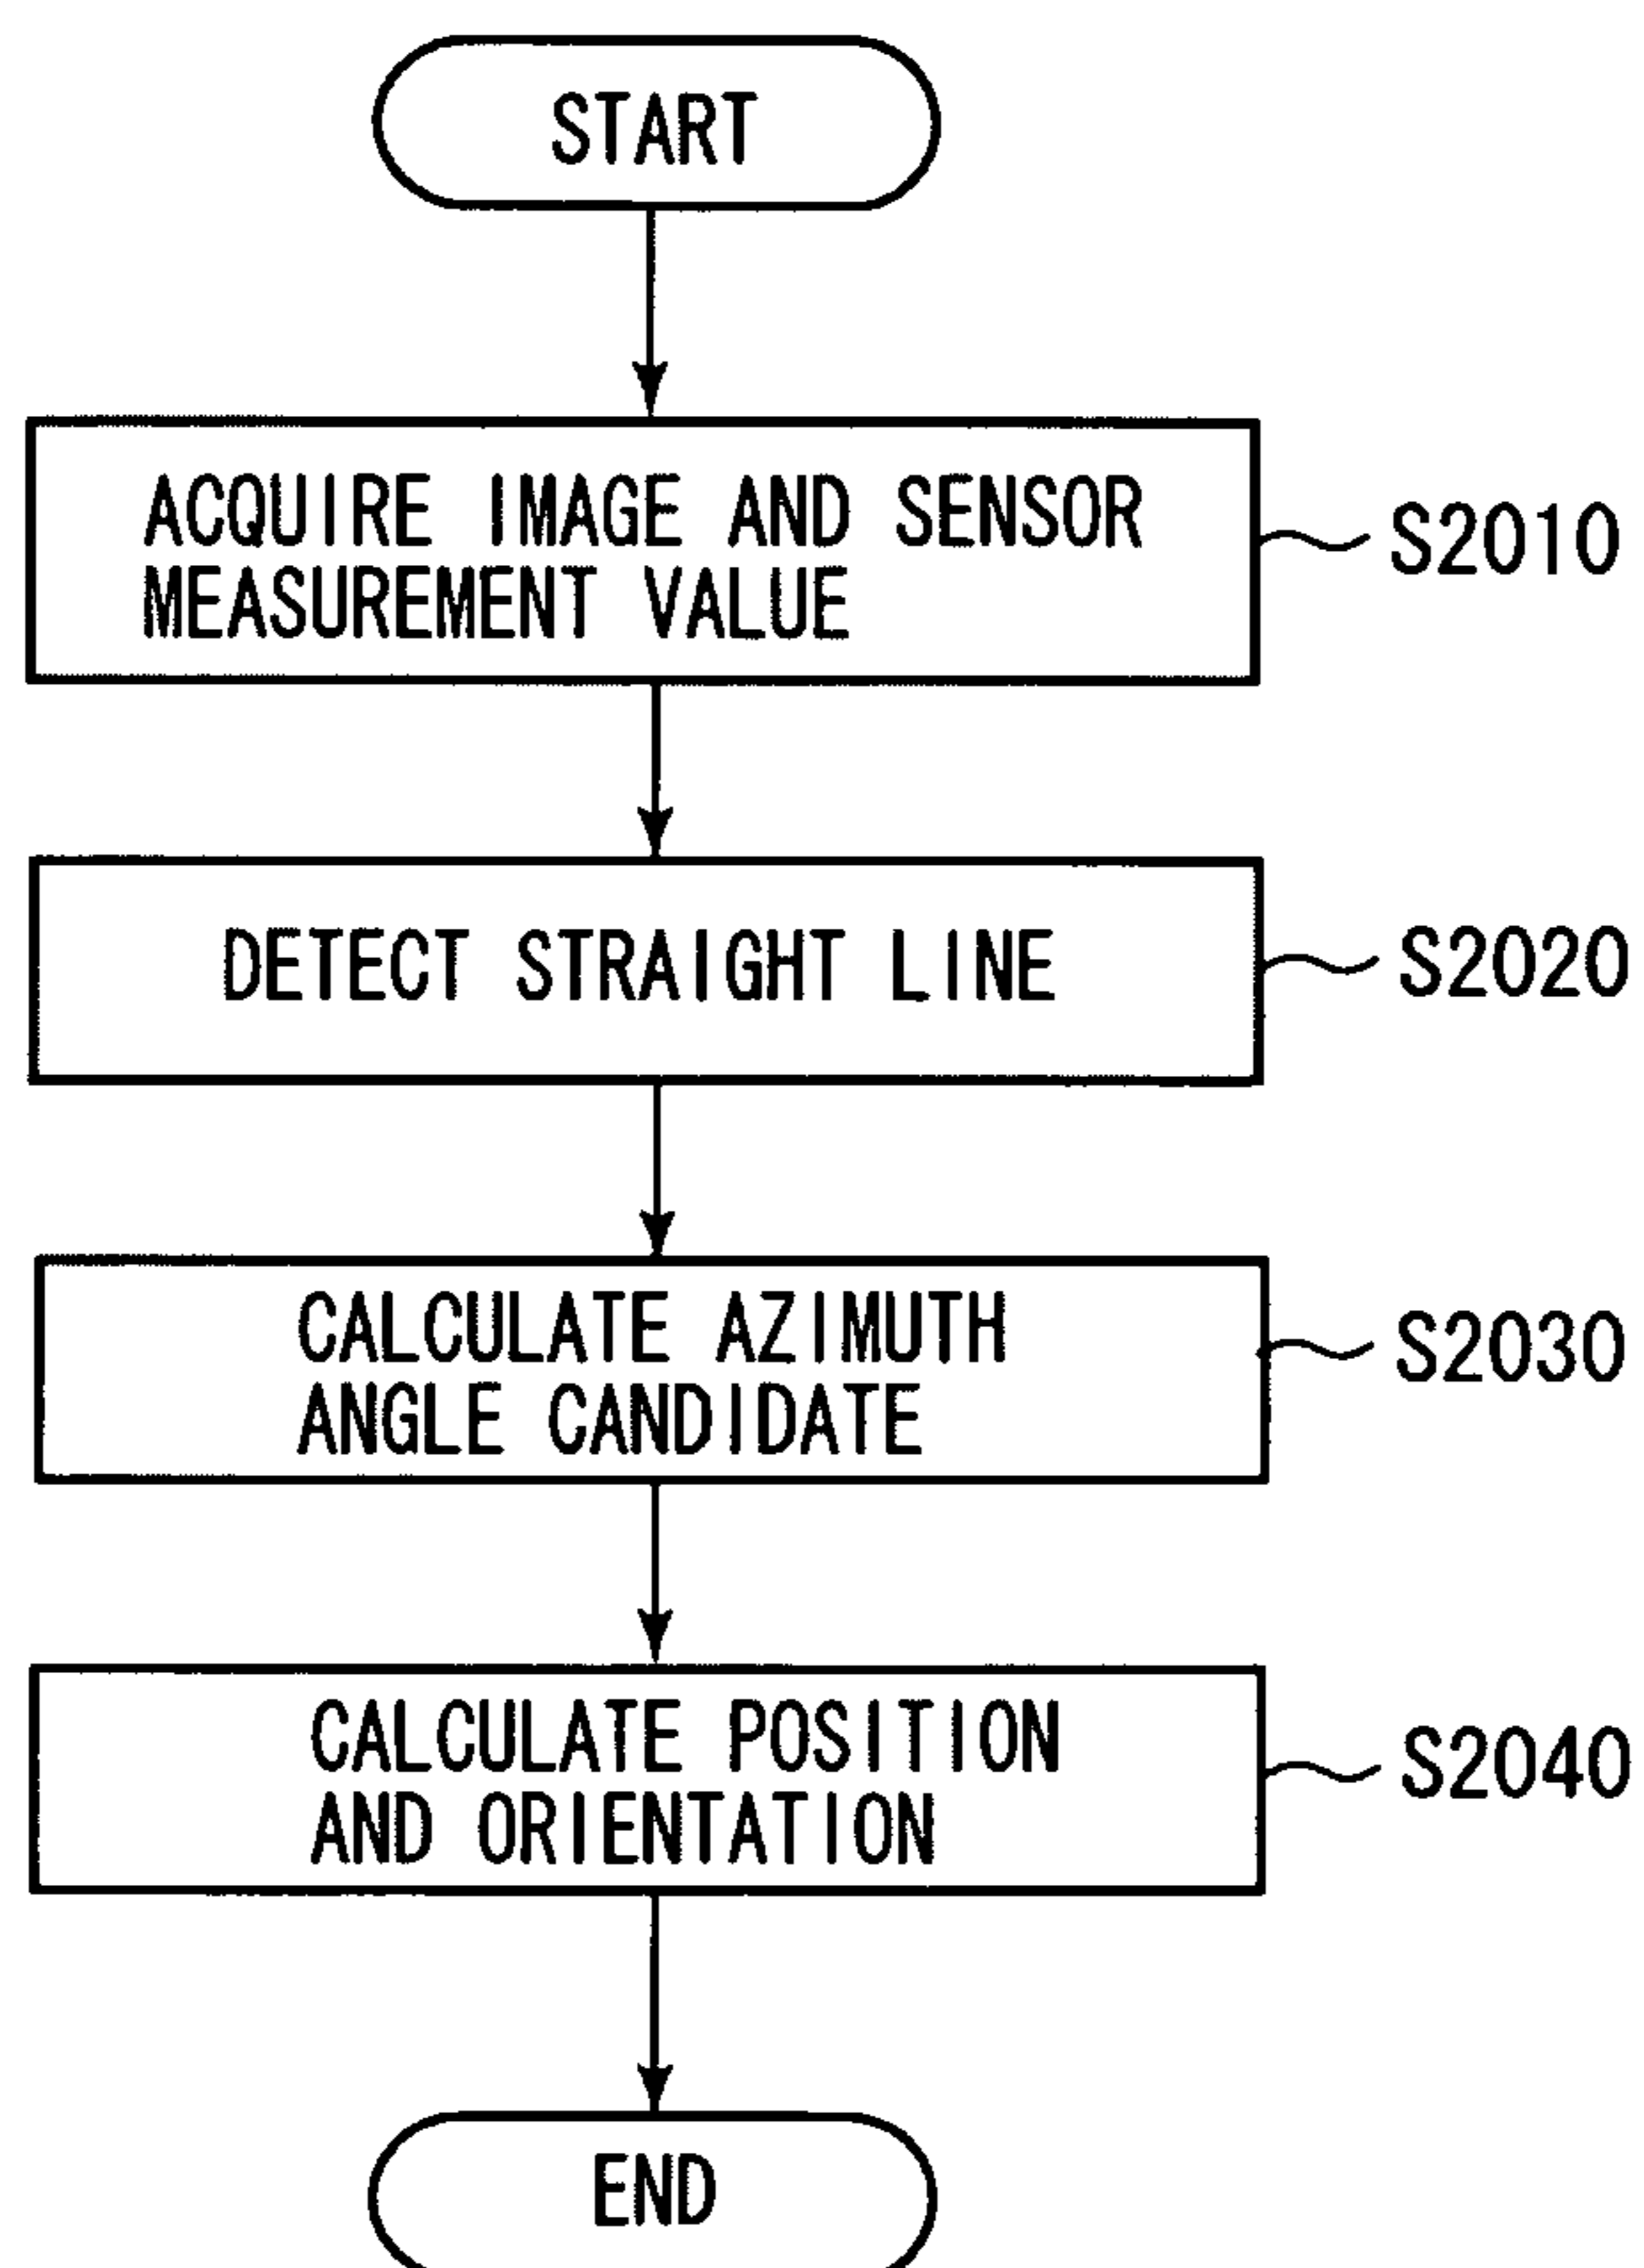 START
ACQUIRE IMAGE AND SENSOR
MEASUREMENT VALUE
S2010
DETECT STRAIGHT LINE
S2020
CALCULATE AZIMUTH
ANGLE CANDIDATE
S2030
CALCULATE POSITION
AND ORIENTATION
S2040
END